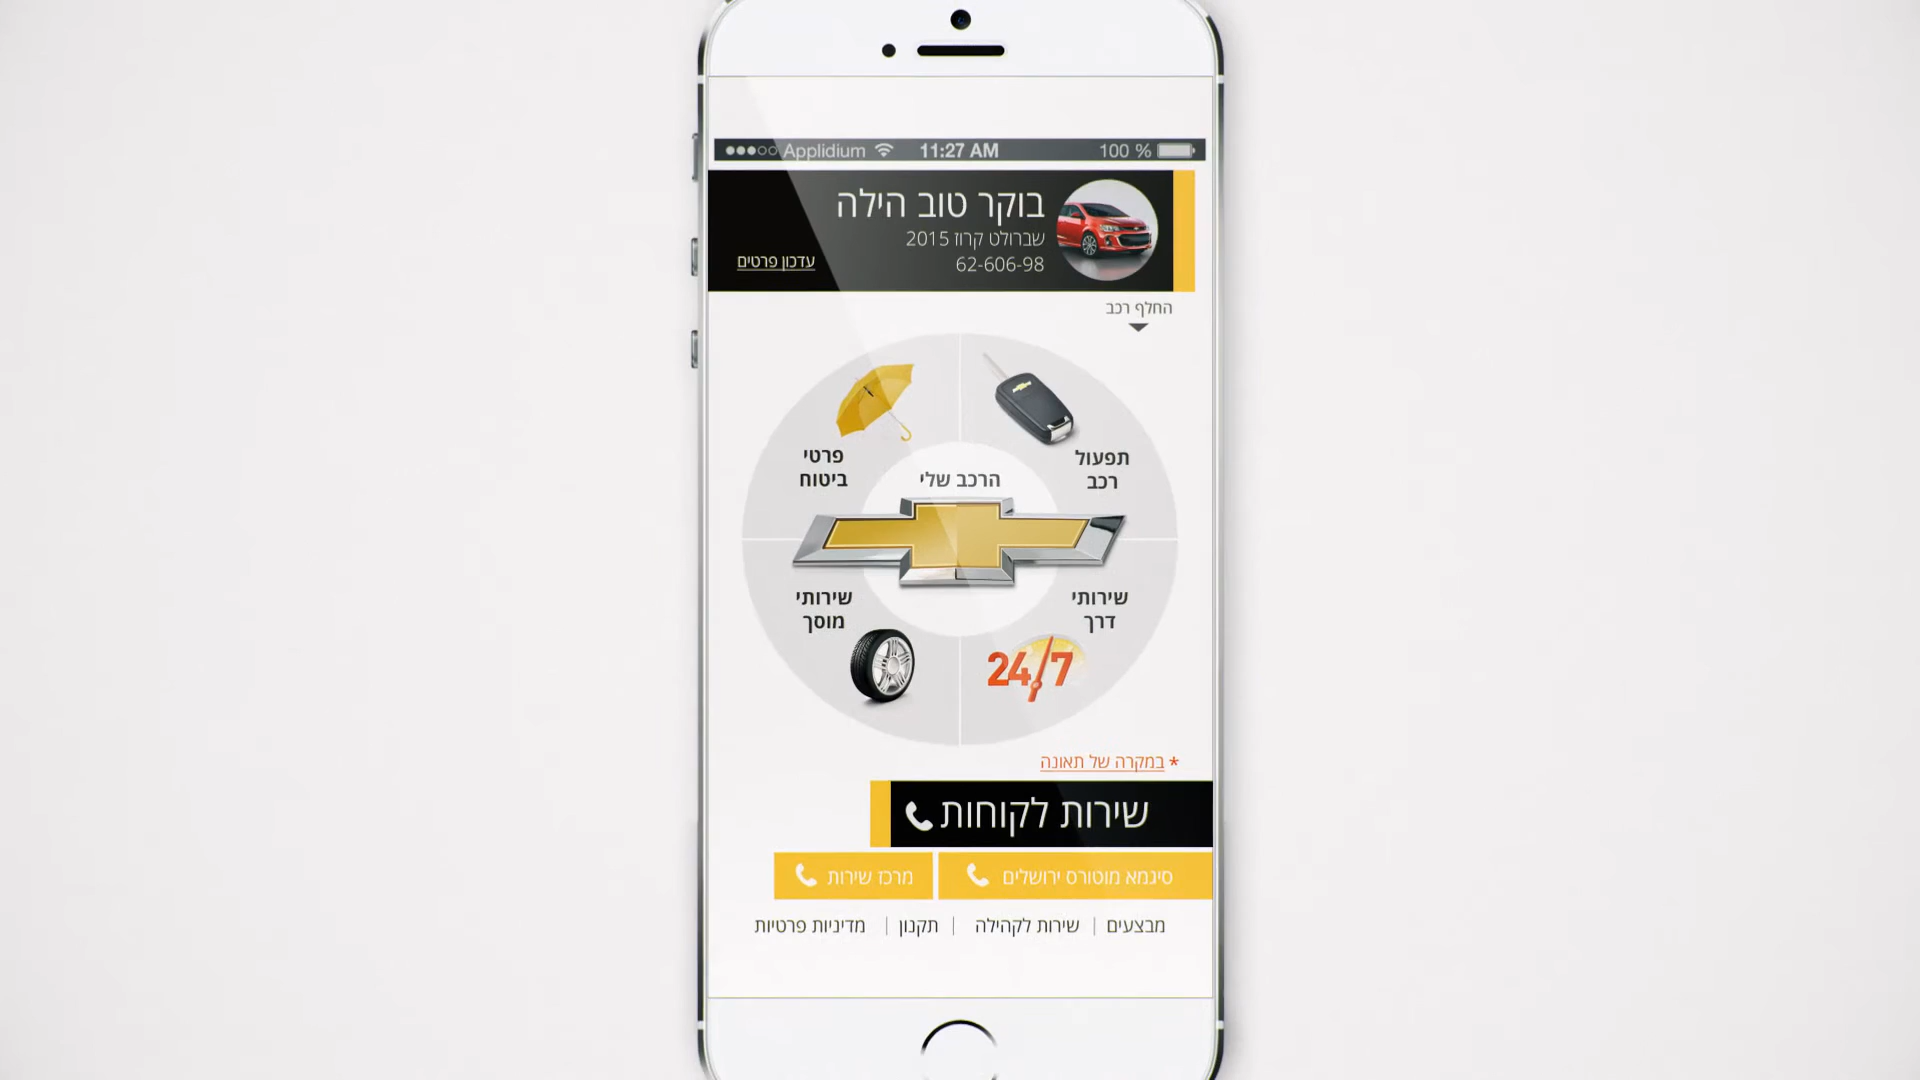 Applidium 11:27 AM 100 %
בוקר טוב הילה
שברולט קרוז 2015
62-606-98
עדכון פרטים
החלף רכב
תפעול
רכב
פרטי
ביטוח
הרכב שלי
שירותי
דרך
שירותי
מוסך
24/7
* במקרה של תאונה
שירות לקוחות
סיגמא מוטורס ירושלים
מרכז שירות
מבצעים | שירות לקהילה | תקנון | מדיניות פרטיות